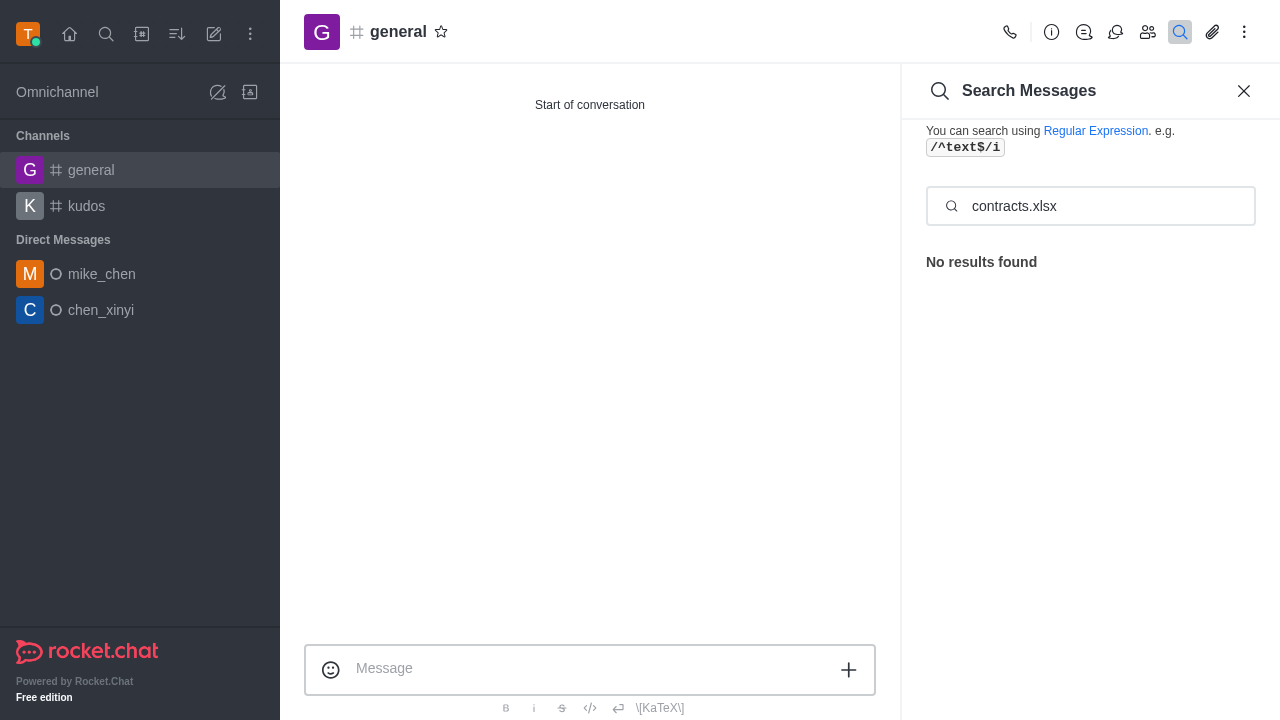 T
Omnichannel
Channels
G general
K kudos
Direct Messages
M mike_chen
C chen_xinyi
rocket.chat
Powered by Rocket.Chat
Free edition
G general
Start of conversation
Message
B i S </> \[KaTeX\]
Search Messages
You can search using Regular Expression. e.g.
/^text$/i
contracts.xlsx
No results found